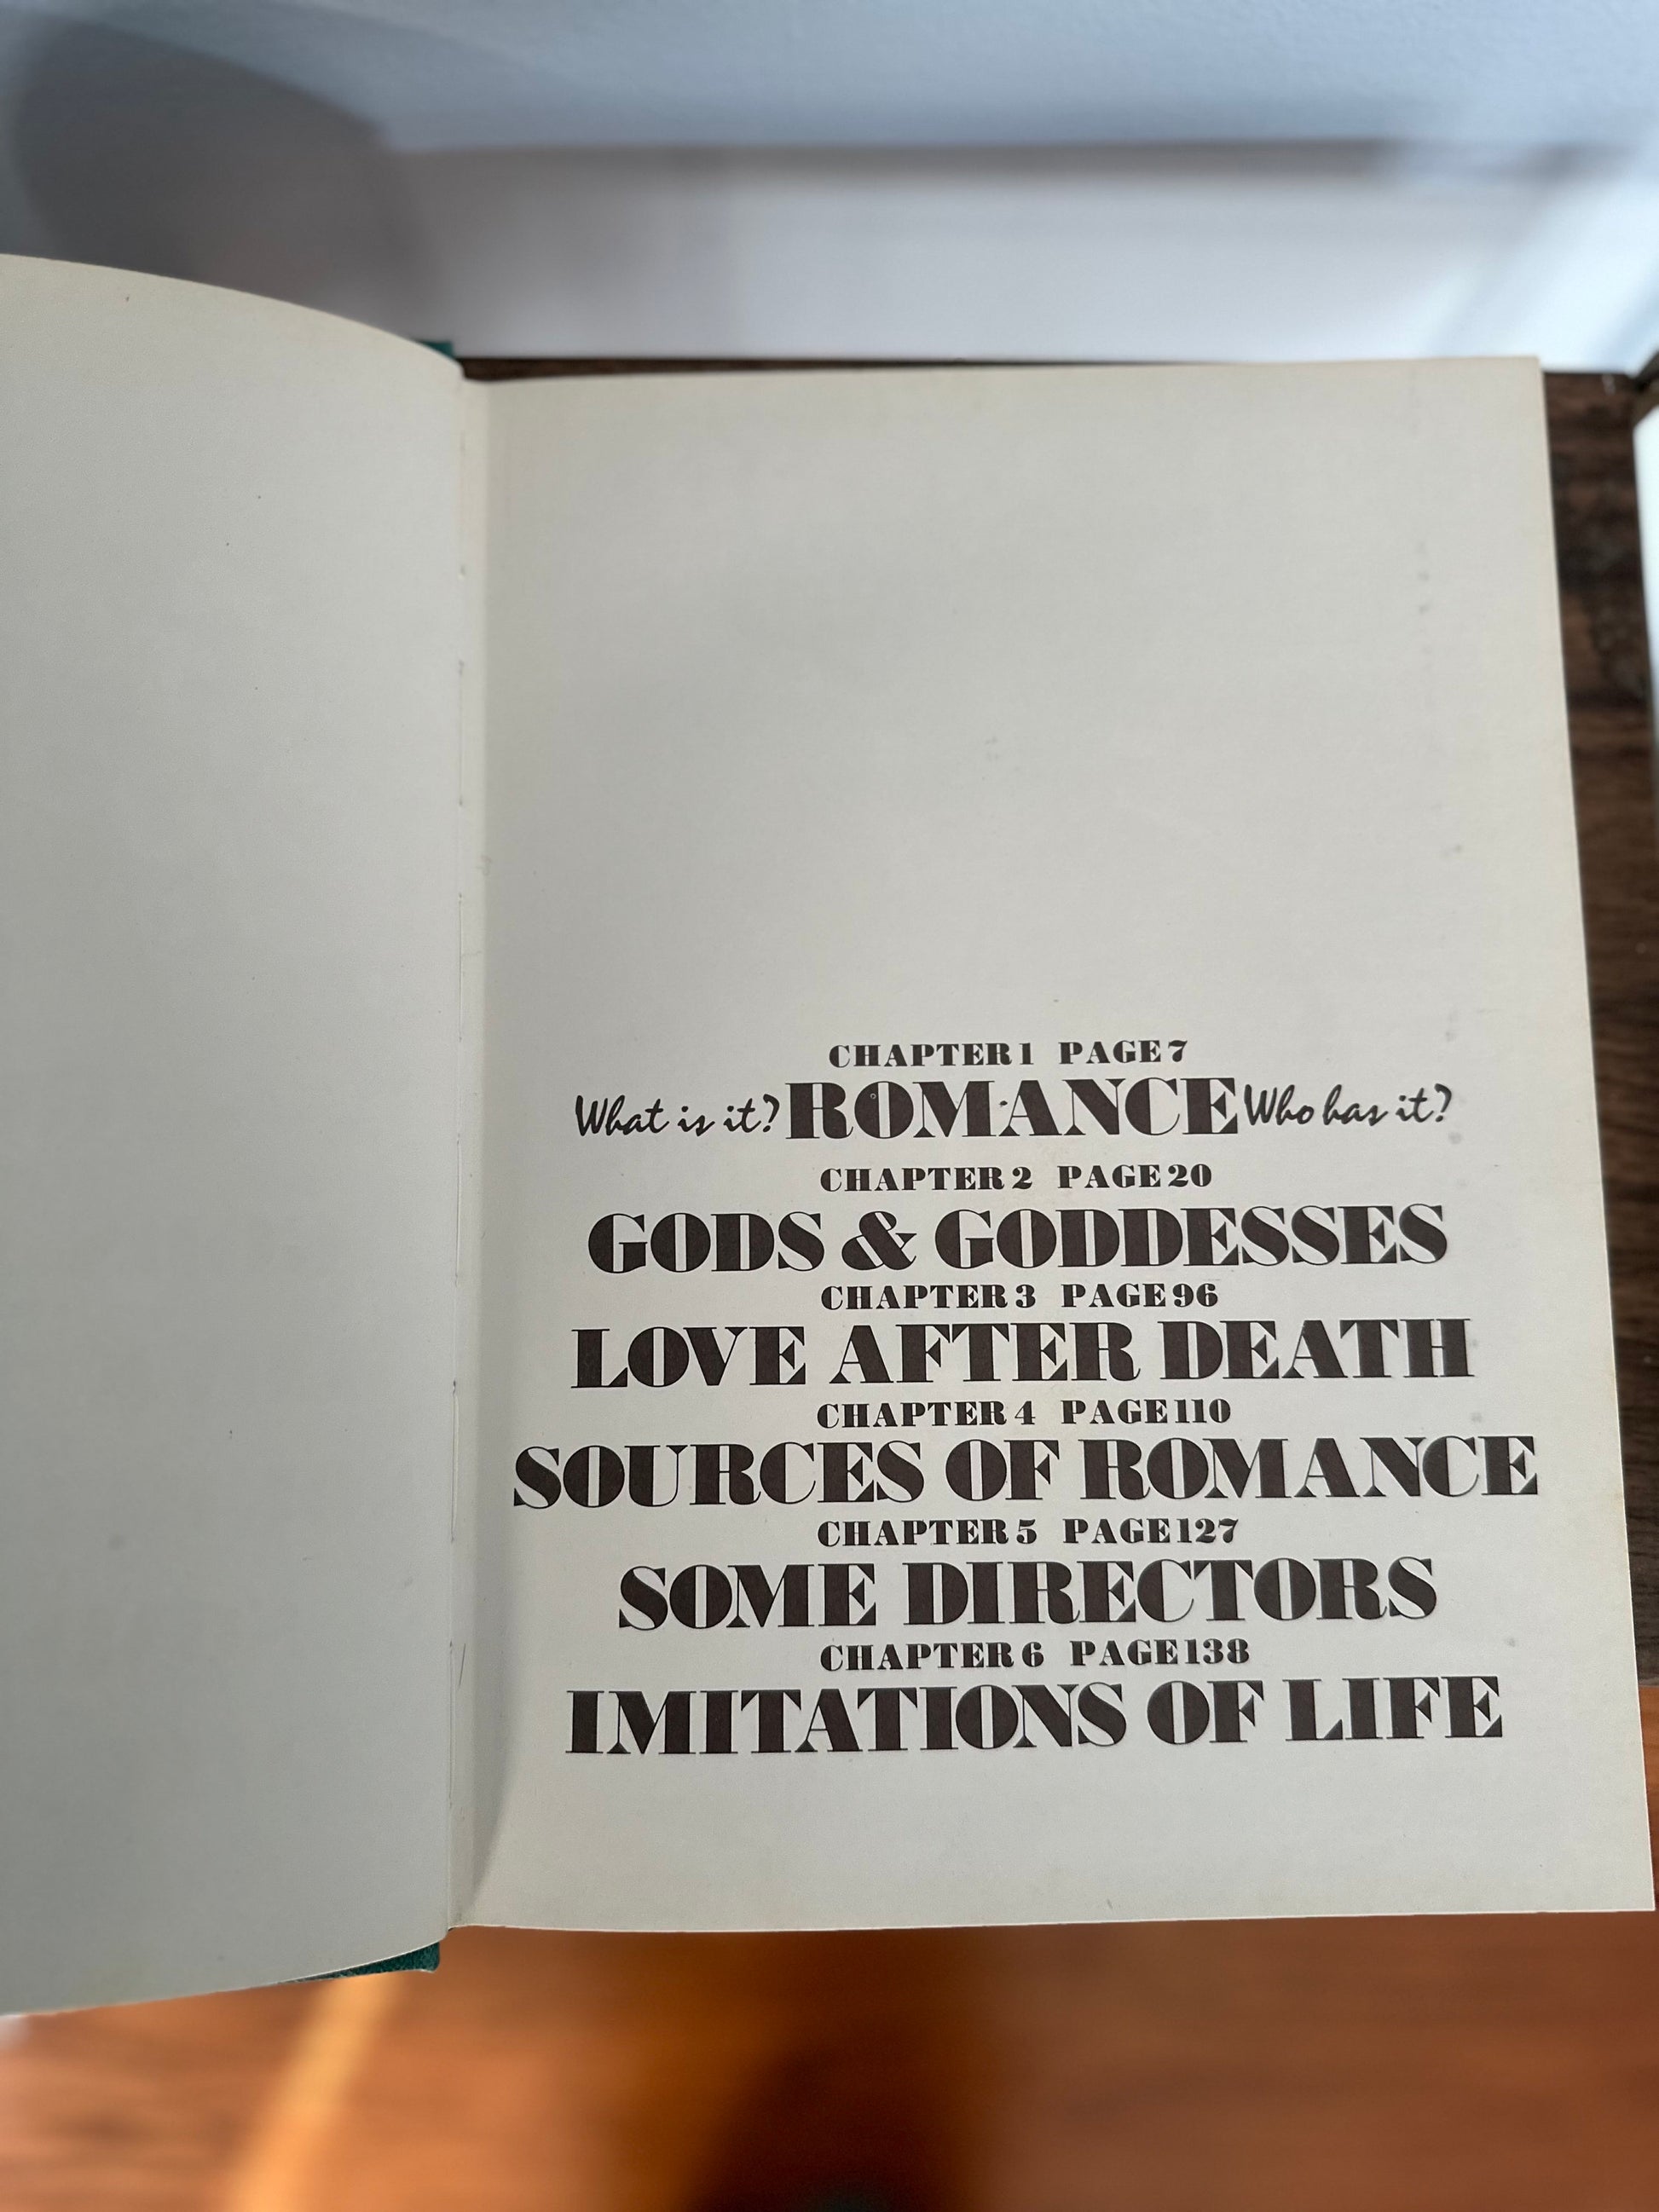 CHAPTER 1 PAGE 7
What is it? ROMANCE Who has it?
CHAPTER 2 PAGE 20
GODS & GODDESSES
CHAPTER 3 PAGE 96
LOVE AFTER DEATH
CHAPTER 4 PAGE 110
SOURCES OF ROMANCE
CHAPTER 5 PAGE 127
SOME DIRECTORS
CHAPTER 6 PAGE 138
IMITATIONS OF LIFE